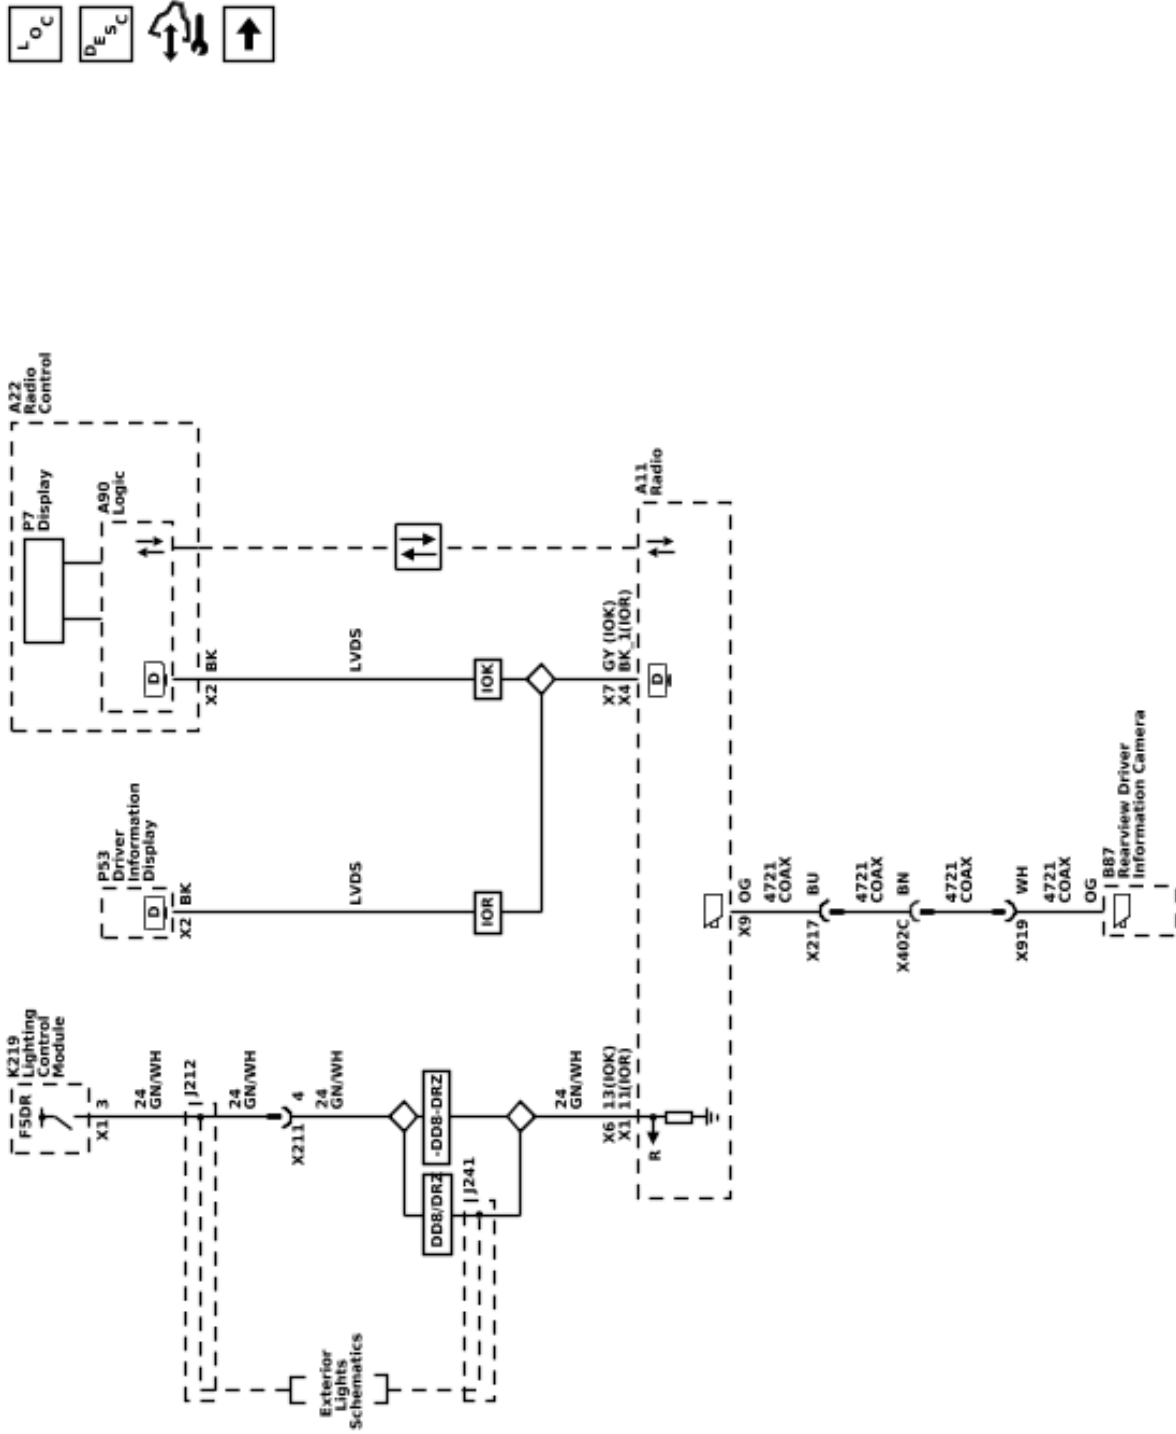 LOC
DESC
A22
Radio
Control
P7
Display
A90
Logic
D
X2 BK
LVDS
IOK
P53
Driver
Information
Display
D
X2 BK
LVDS
IOR
X7 GY (IOK)
X4 BK_1(IOR)
D
A11
Radio
K219
Lighting
Control
Module
F5DR
X1 3
24
GN/WH
J212
24
GN/WH
X211 4
24
GN/WH
-DD8-DRZ
DD8/DRZ
J241
24
GN/WH
X6 13(IOK)
X1 11(IOR)
R
Exterior
Lights
Schematics
X9 OG
4721
COAX
X217 BU
4721
COAX
X402C BN
4721
COAX
X919 WH
4721
COAX
OG
B87
Rearview Driver
Information Camera